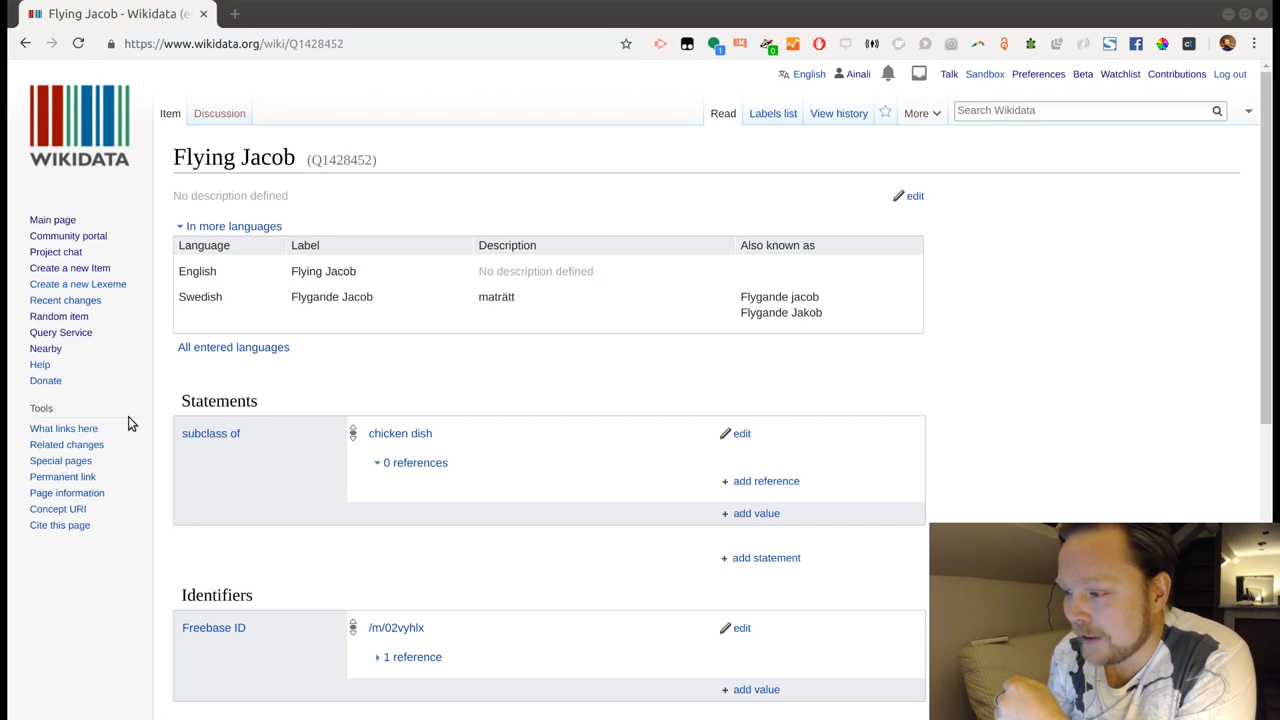 Flying Jacob - Wikidata (e
https://www.wikidata.org/wiki/Q1428452
1
0
English Ainali Talk Sandbox Preferences Beta Watchlist Contributions Log out
WIKIDATA
Item Discussion Read Labels list View history More Search Wikidata
Flying Jacob (Q1428452)
No description defined
edit
In more languages
Language Label Description Also known as
English Flying Jacob No description defined
Swedish Flygande Jacob maträtt Flygande jacob
Flygande Jakob
All entered languages
Main page
Community portal
Project chat
Create a new Item
Create a new Lexeme
Recent changes
Random item
Query Service
Nearby
Help
Donate
Tools
What links here
Related changes
Special pages
Permanent link
Page information
Concept URI
Cite this page
Statements
subclass of chicken dish edit
0 references
+ add reference
+ add value
+ add statement
Identifiers
Freebase ID /m/02vyhlx edit
1 reference
+ add value